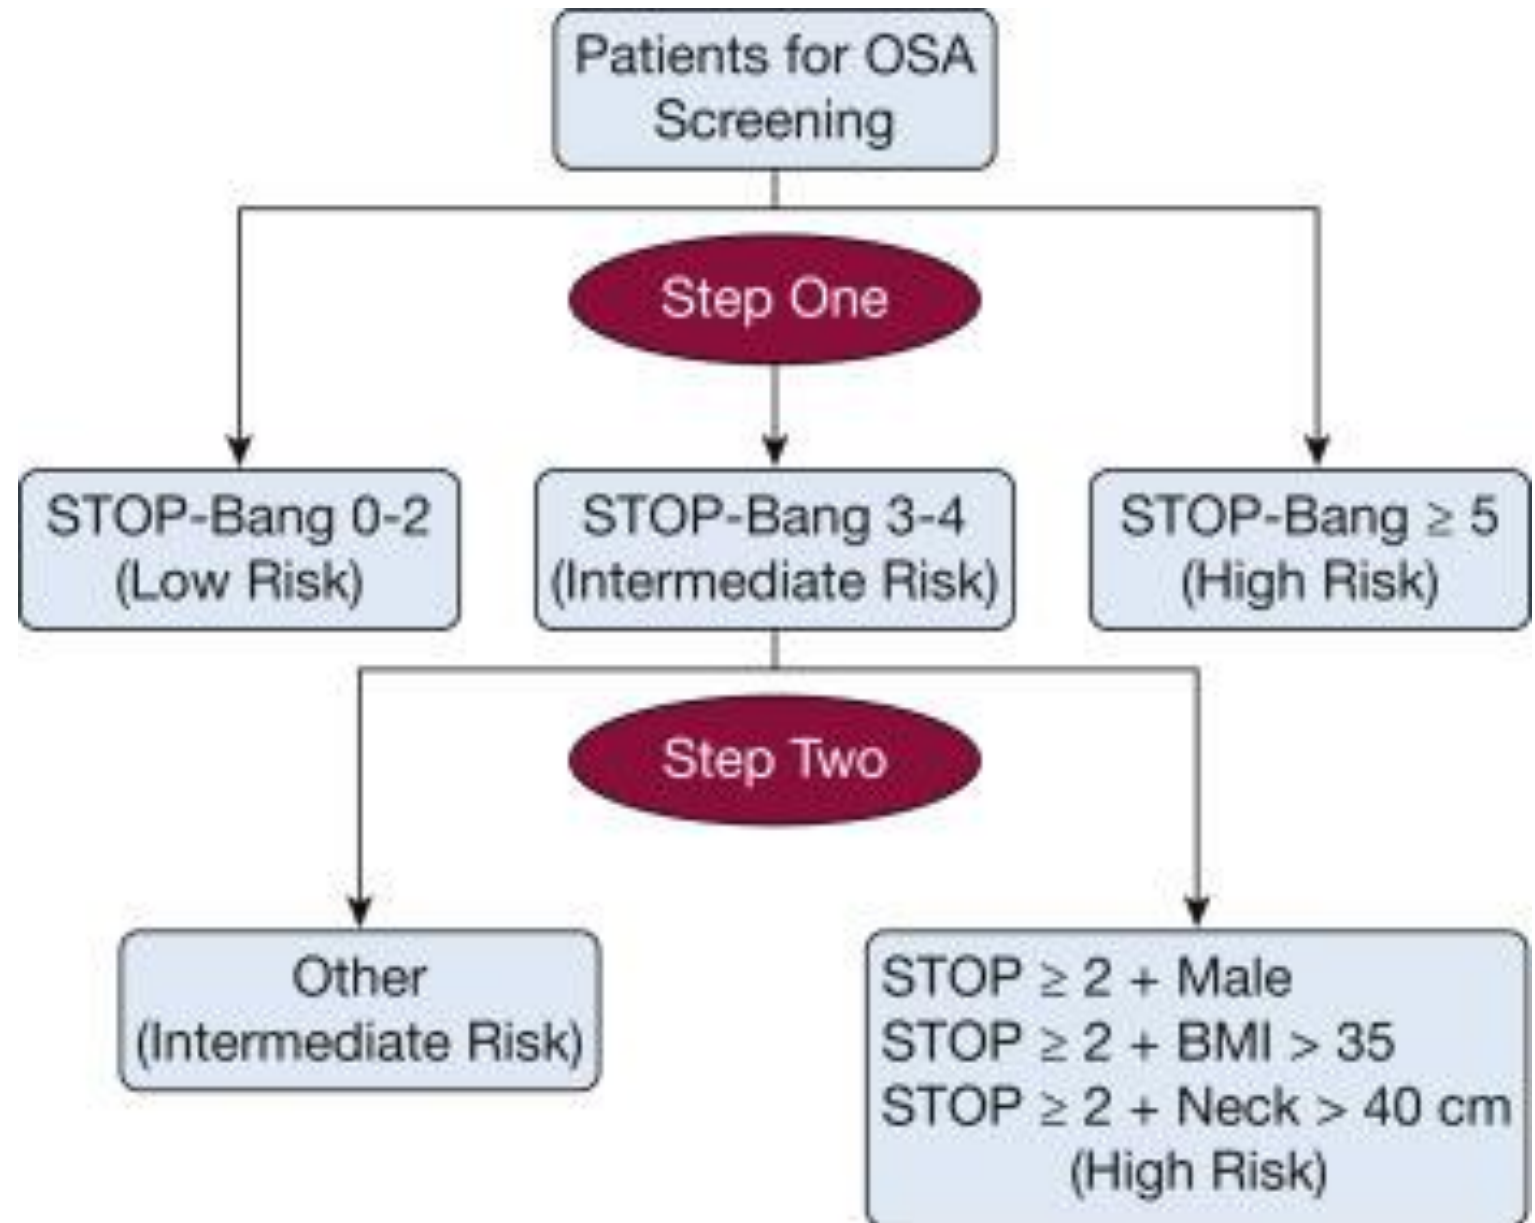 Patients for OSA
Screening
Step One
STOP-Bang 0-2
(Low Risk)
STOP-Bang 3-4
(Intermediate Risk)
STOP-Bang ≥ 5
(High Risk)
Step Two
Other
(Intermediate Risk)
STOP ≥ 2 + Male
STOP ≥ 2 + BMI > 35
STOP ≥ 2 + Neck > 40 cm
(High Risk)